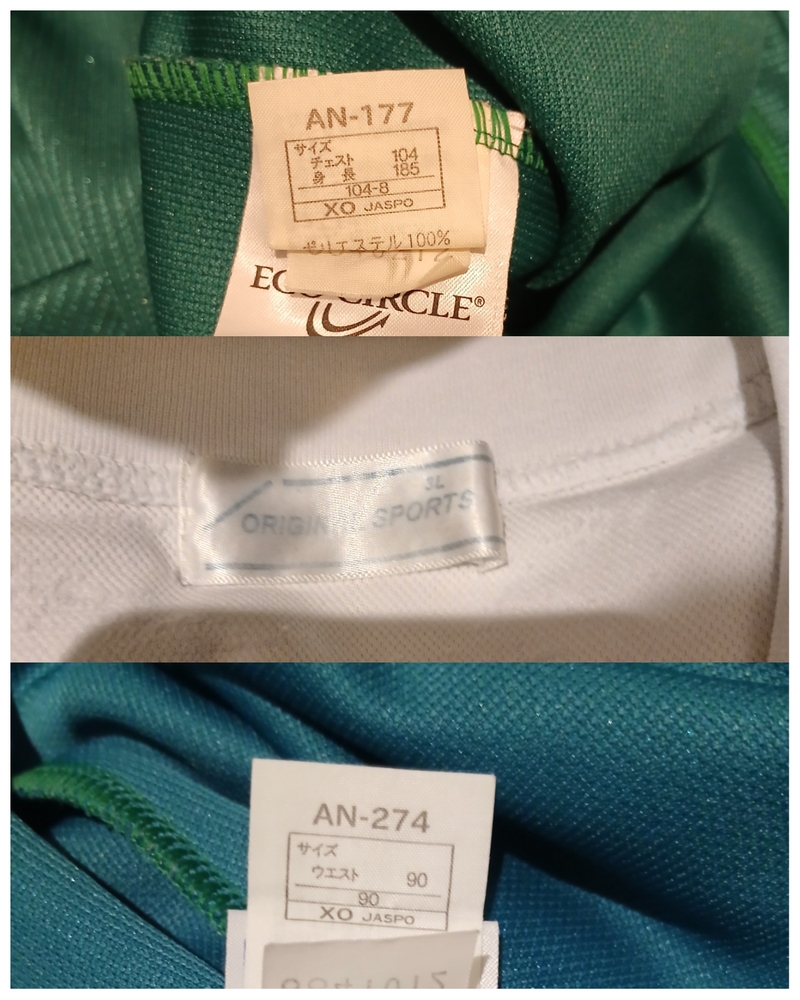 AN-177
サイズ
チェスト 104
身長 185
104-8
XO JASPO
ポリエステル100%
ECO CIRCLE®
3L
ORIGINAL SPORTS
AN-274
サイズ
ウエスト 90
90
XO JASPO